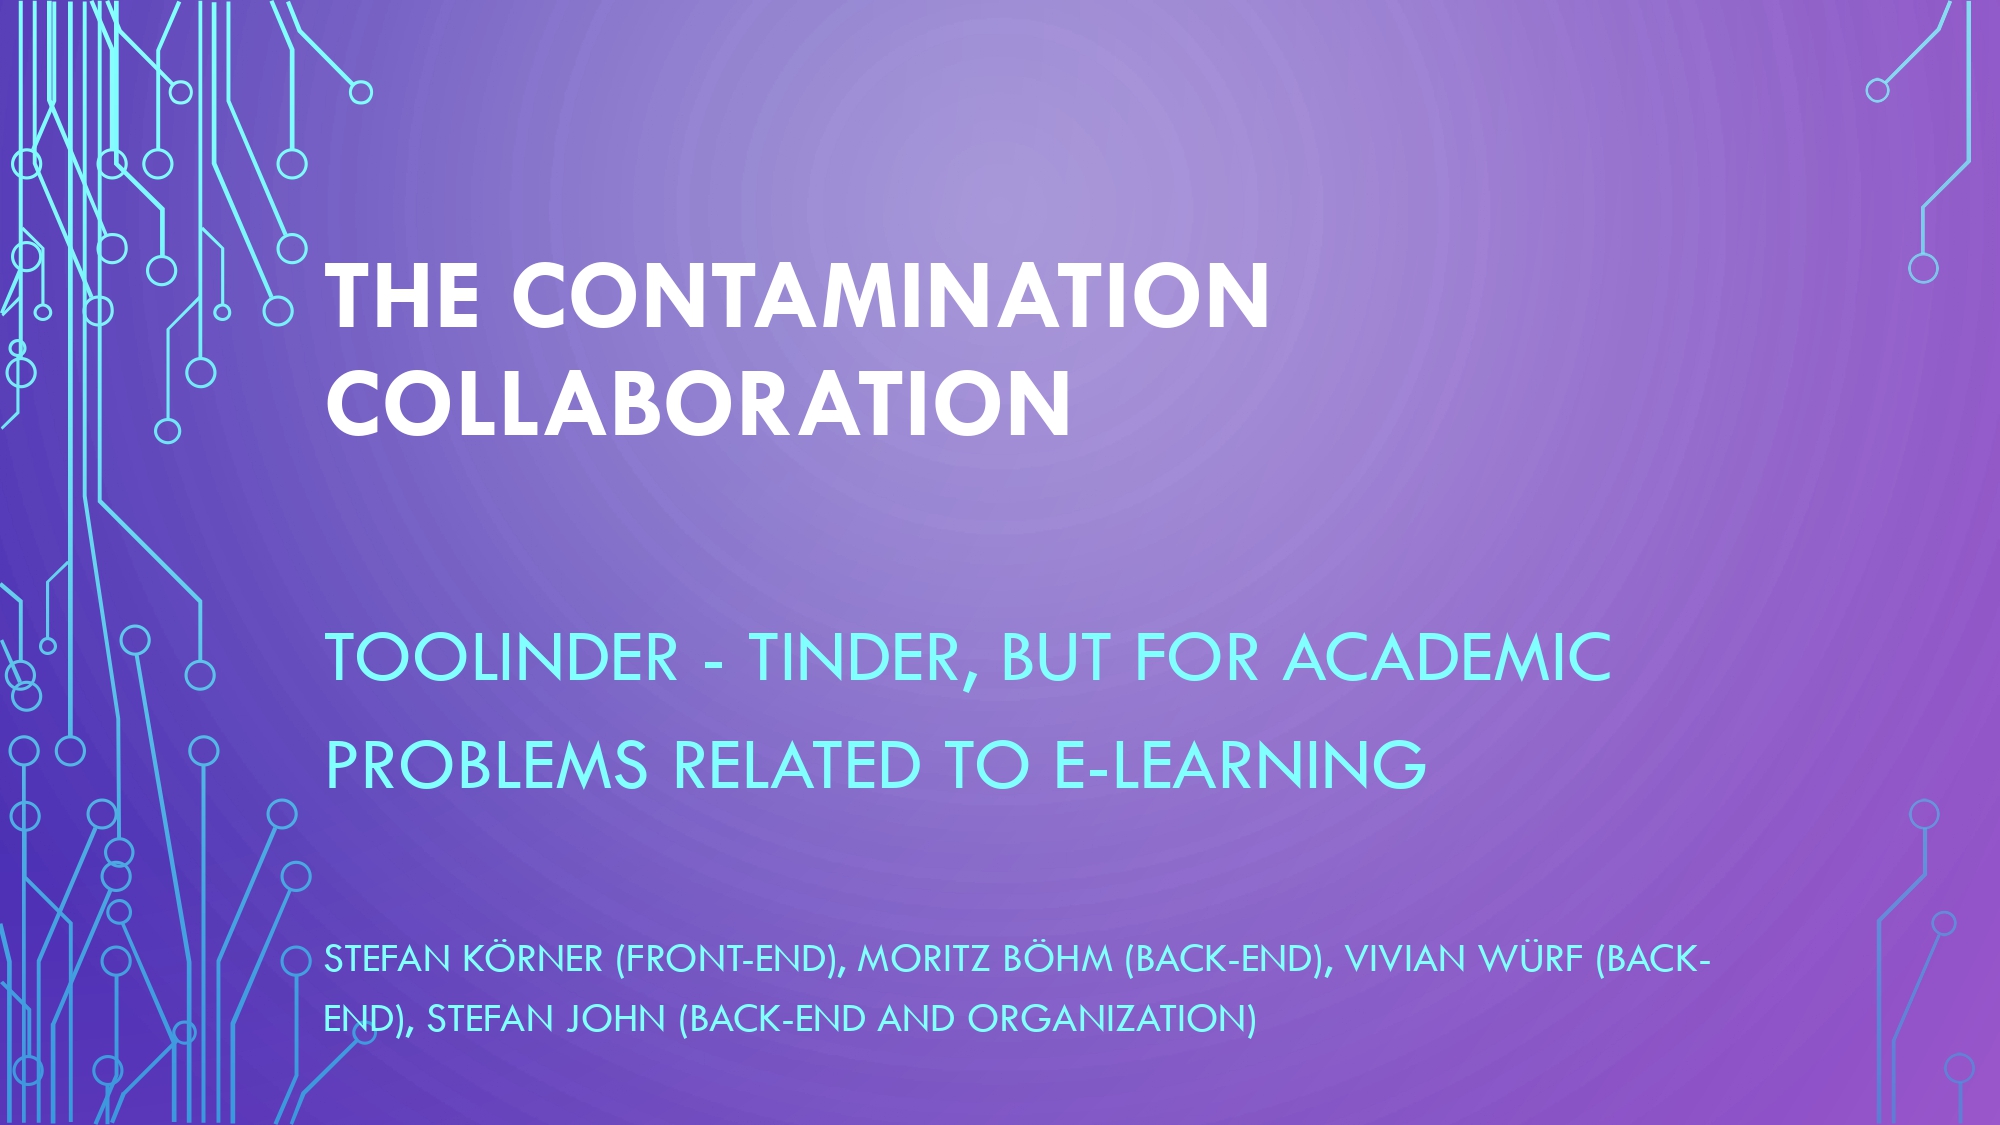 THE CONTAMINATION
COLLABORATION
TOOLINDER - TINDER, BUT FOR ACADEMIC
PROBLEMS RELATED TO E-LEARNING
STEFAN KÖRNER (FRONT-END), MORITZ BÖHM (BACK-END), VIVIAN WÜRF (BACK-
END), STEFAN JOHN (BACK-END AND ORGANIZATION)